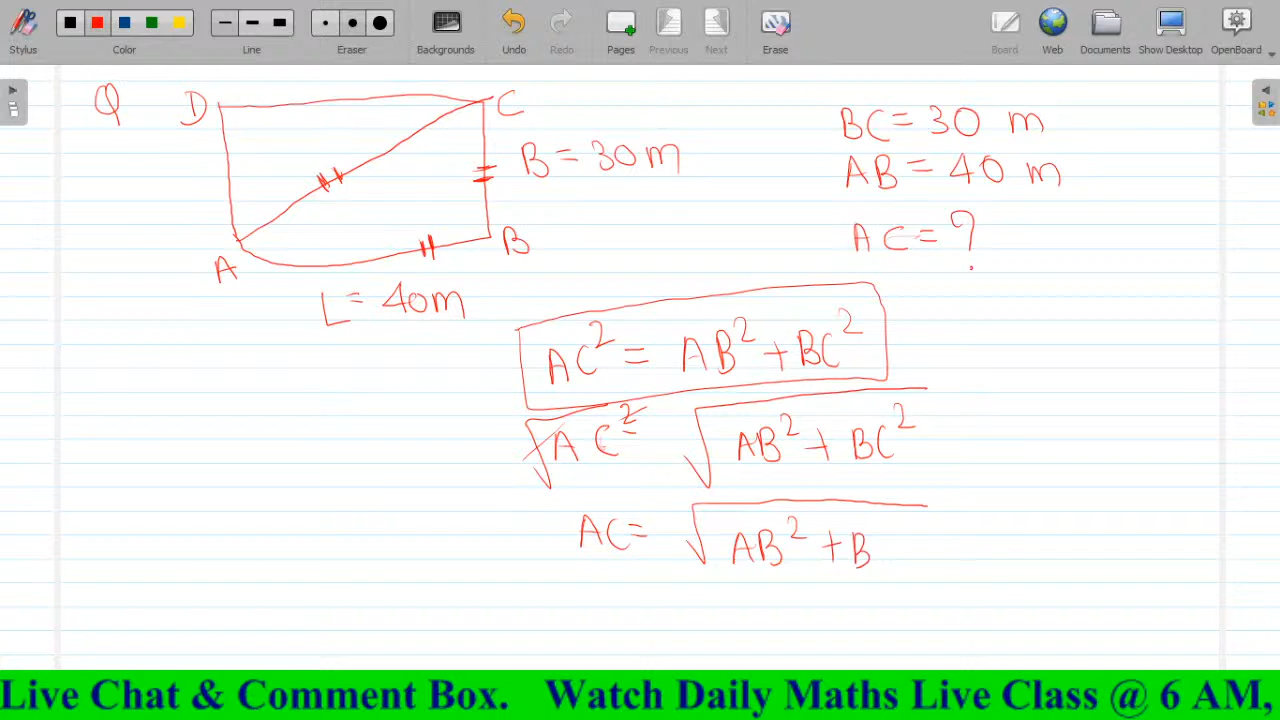 Stylus Color Line Eraser Backgrounds Undo Redo Pages Previous Next Erase Board Web Documents Show Desktop OpenBoard
Q D C
BC = 30 m
B = 30m
AB = 40 m
A B
AC = ?
L = 40m
AC² = AB² + BC²
√AC² = √AB² + BC²
AC = √AB² + B
Live Chat & Comment Box. Watch Daily Maths Live Class @ 6 AM,